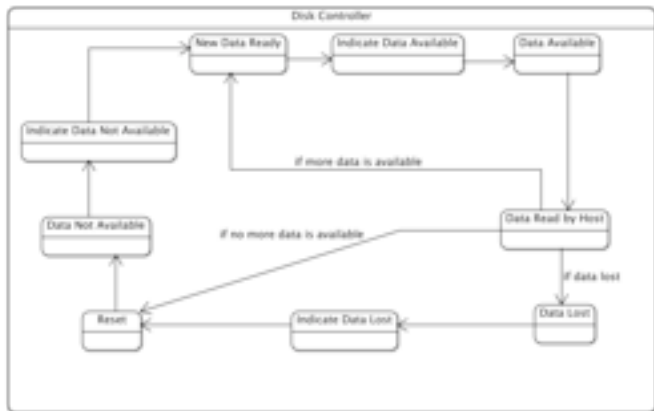 Disk Controller
New Data Ready
Indicate Data Available
Data Available
Indicate Data Not Available
if more data is available
Data Not Available
if no more data is available
Data Read by Host
if data lost
Reset
Indicate Data Lost
Data Lost